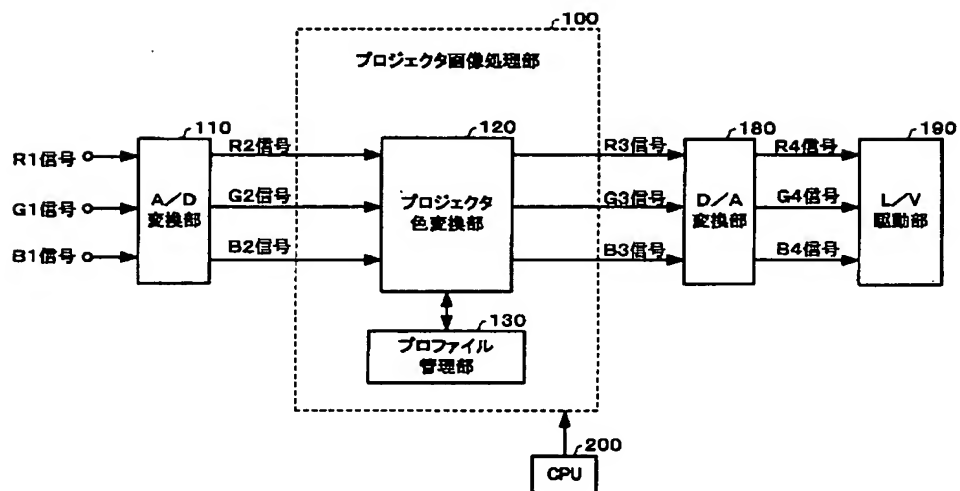 100
プロジェクタ画像処理部
110
120
180
190
R1信号
R2信号
R3信号
R4信号
G1信号
A/D
変換部
G2信号
プロジェクタ
色変換部
G3信号
D/A
変換部
G4信号
L/V
駆動部
B1信号
B2信号
B3信号
B4信号
130
プロファイル
管理部
200
CPU